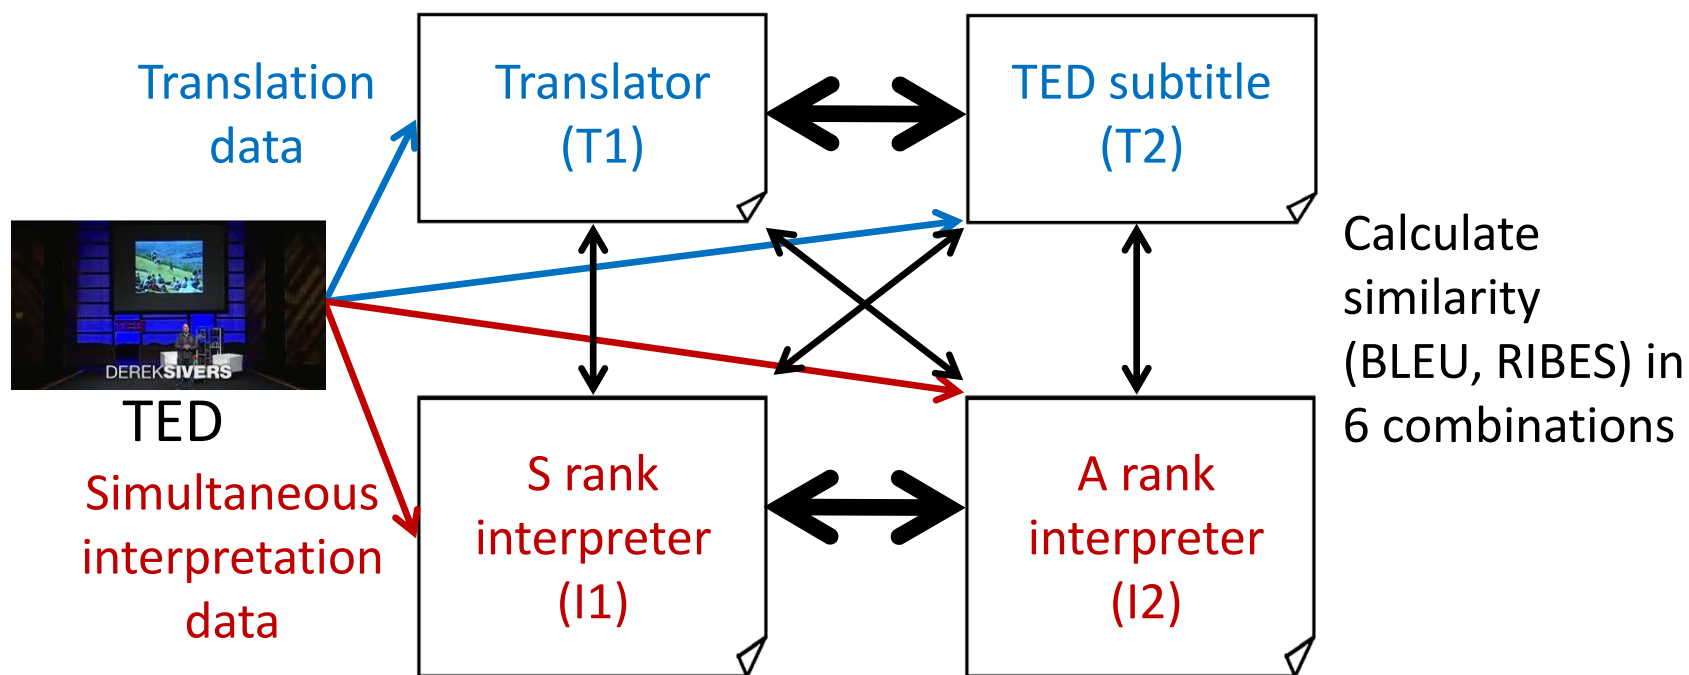 Translation
data
Translator
(T1)
TED subtitle
(T2)
TED
DEREKSIVERS
TED
Calculate
similarity
(BLEU, RIBES) in
6 combinations
Simultaneous
interpretation
data
S rank
interpreter
(I1)
A rank
interpreter
(I2)